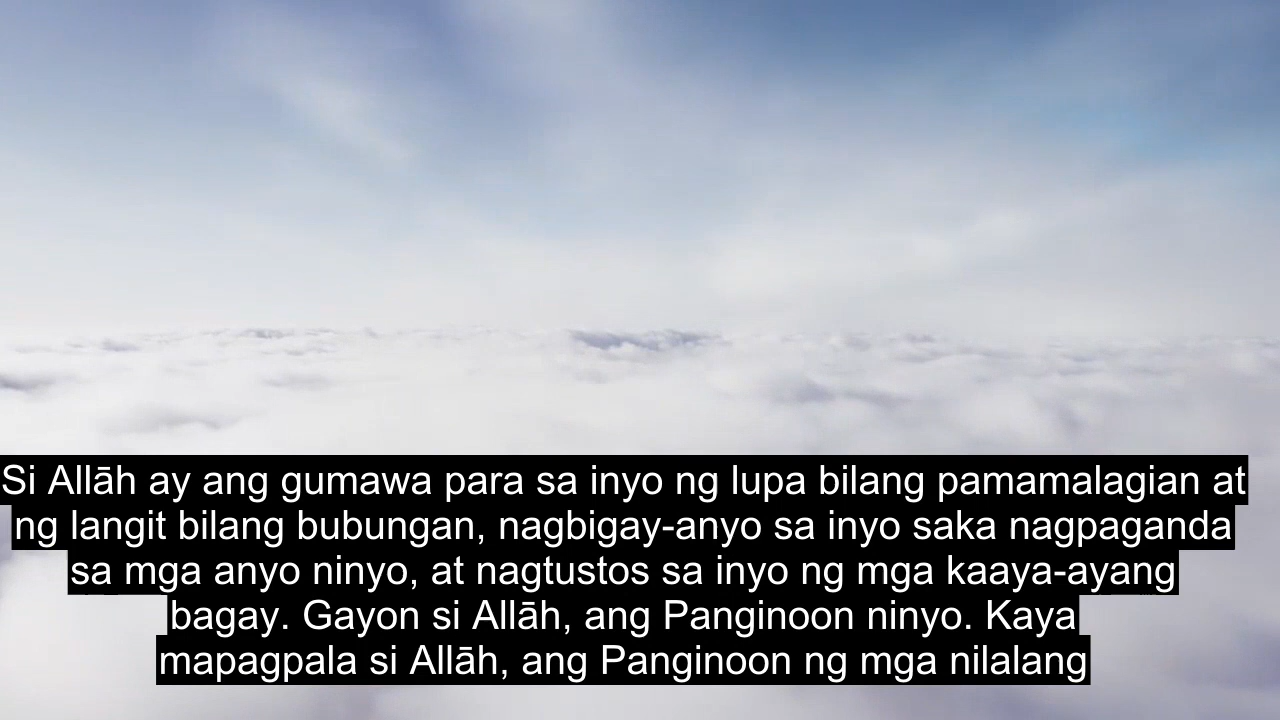 Si Allāh ay ang gumawa para sa inyo ng lupa bilang pamamalagian at
ng langit bilang bubungan, nagbigay-anyo sa inyo saka nagpaganda
sa mga anyo ninyo, at nagtustos sa inyo ng mga kaaya-ayang
bagay. Gayon si Allāh, ang Panginoon ninyo. Kaya
mapagpala si Allāh, ang Panginoon ng mga nilalang